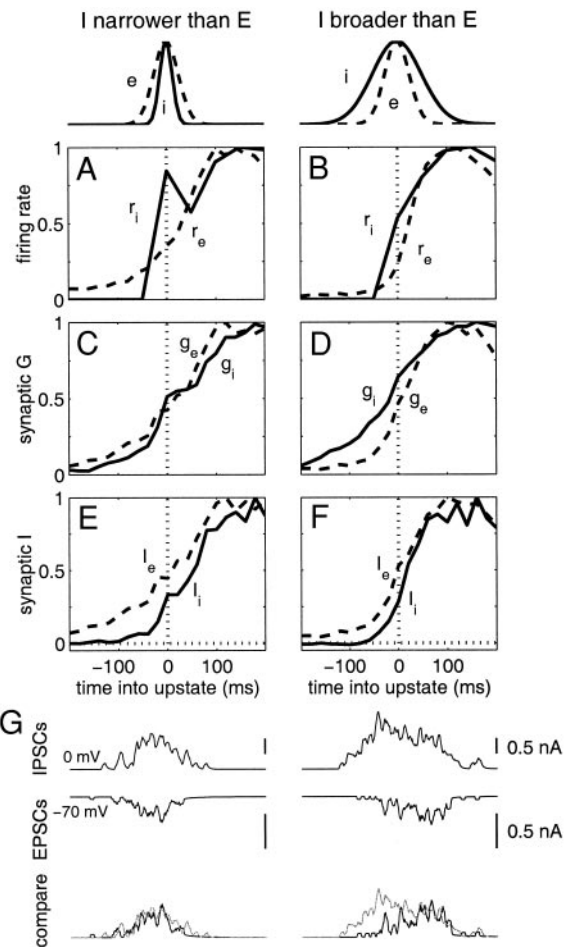 I narrower than E
I broader than E
e
i
i
e
A
B
firing rate
1
0.5
0
r_i
r_e
r_i
r_e
C
D
synaptic G
1
0.5
0
g_e
g_i
g_i
g_e
E
F
synaptic I
1
0.5
0
I_e
I_i
I_e
I_i
−100 0 100
−100 0 100
time into upstate (ms)
time into upstate (ms)
G
IPSCs
0 mV
0.5 nA
EPSCs
−70 mV
0.5 nA
compare